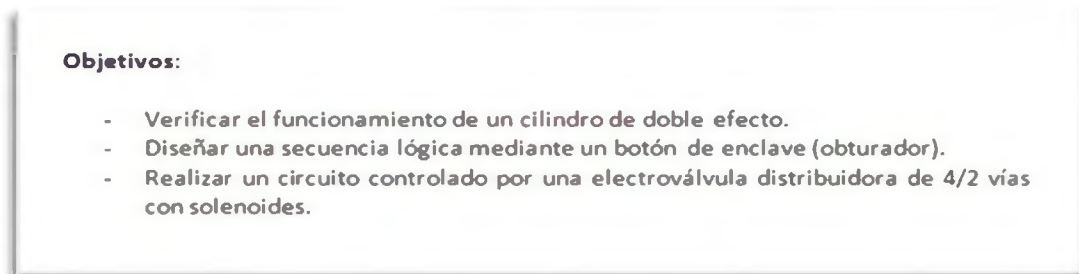 Objetivos:
- Verificar el funcionamiento de un cilindro de doble efecto.
- Diseñar una secuencia lógica mediante un botón de enclave (obturador).
- Realizar un circuito controlado por una electroválvula distribuidora de 4/2 vías
con solenoides.